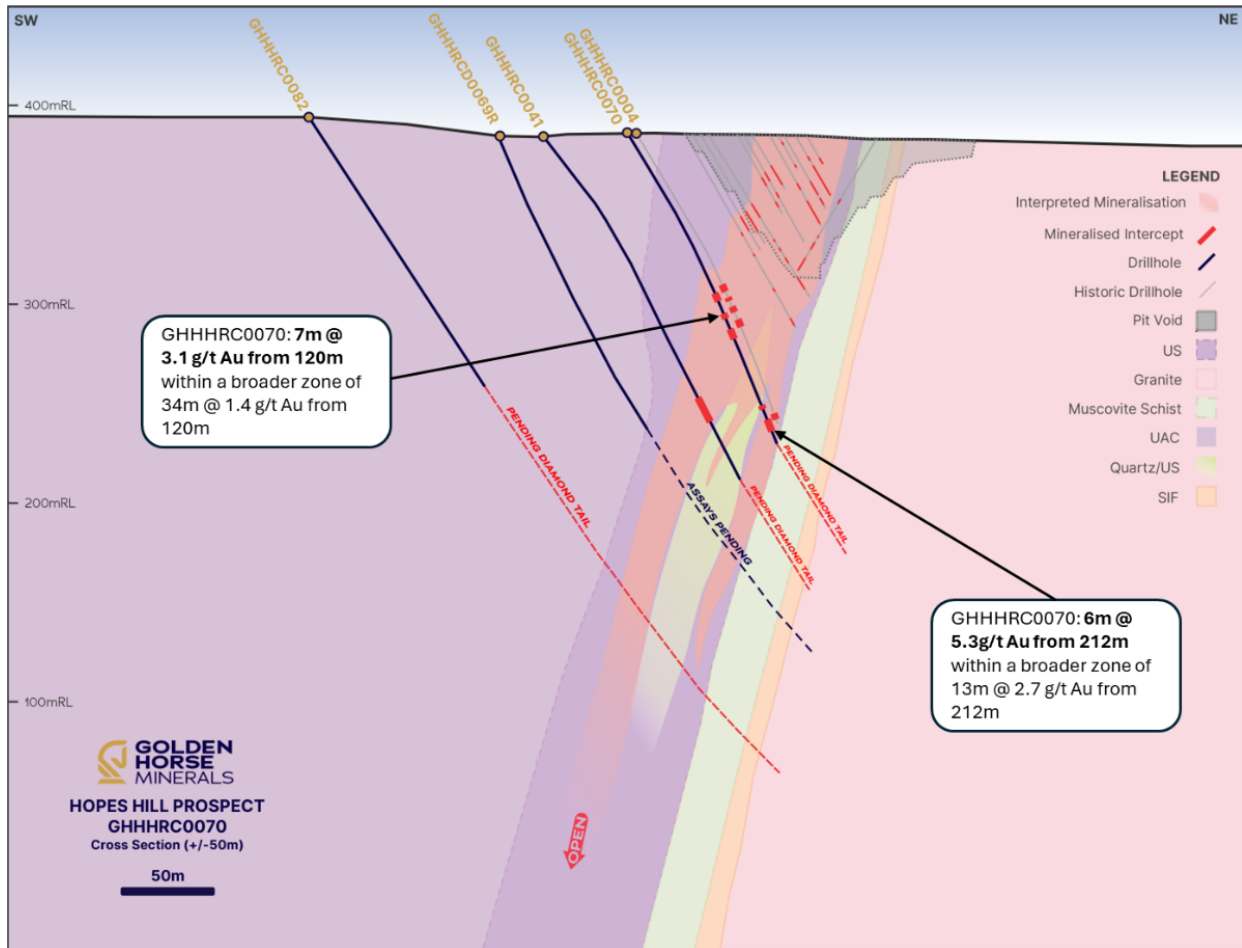 SW
NE
GHHHRC0082
GHHHRCD0069R
GHHHRC0041
GHHHRC0070
GHHHRC0004
400mRL
300mRL
200mRL
100mRL
LEGEND
Interpreted Mineralisation
Mineralised Intercept
Drillhole
Historic Drillhole
Pit Void
US
Granite
Muscovite Schist
UAC
Quartz/US
SIF
GHHHRC0070: 7m @
3.1 g/t Au from 120m
within a broader zone of
34m @ 1.4 g/t Au from
120m
PENDING DIAMOND TAIL
ASSAYS PENDING
PENDING DIAMOND TAIL
PENDING DIAMOND TAIL
GHHHRC0070: 6m @
5.3g/t Au from 212m
within a broader zone of
13m @ 2.7 g/t Au from
212m
OPEN
GOLDEN
HORSE
MINERALS
HOPES HILL PROSPECT
GHHHRC0070
Cross Section (+/-50m)
50m